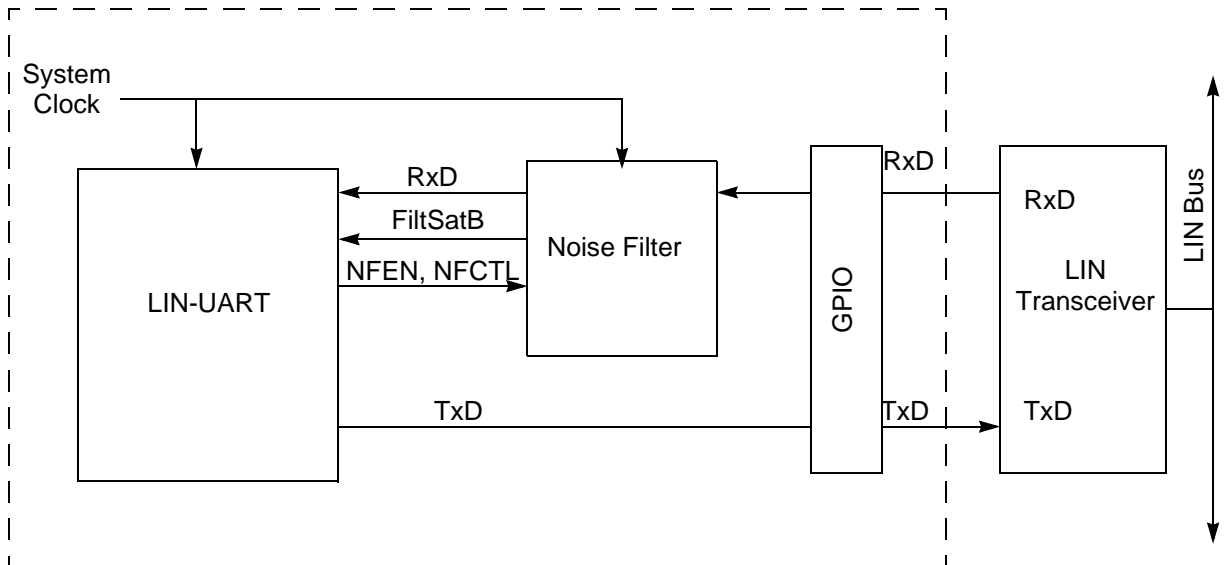 System
Clock
RxD
FiltSatB
NFEN, NFCTL
LIN-UART
Noise Filter
TxD
GPIO
RxD
TxD
RxD
LIN
Transceiver
TxD
LIN Bus